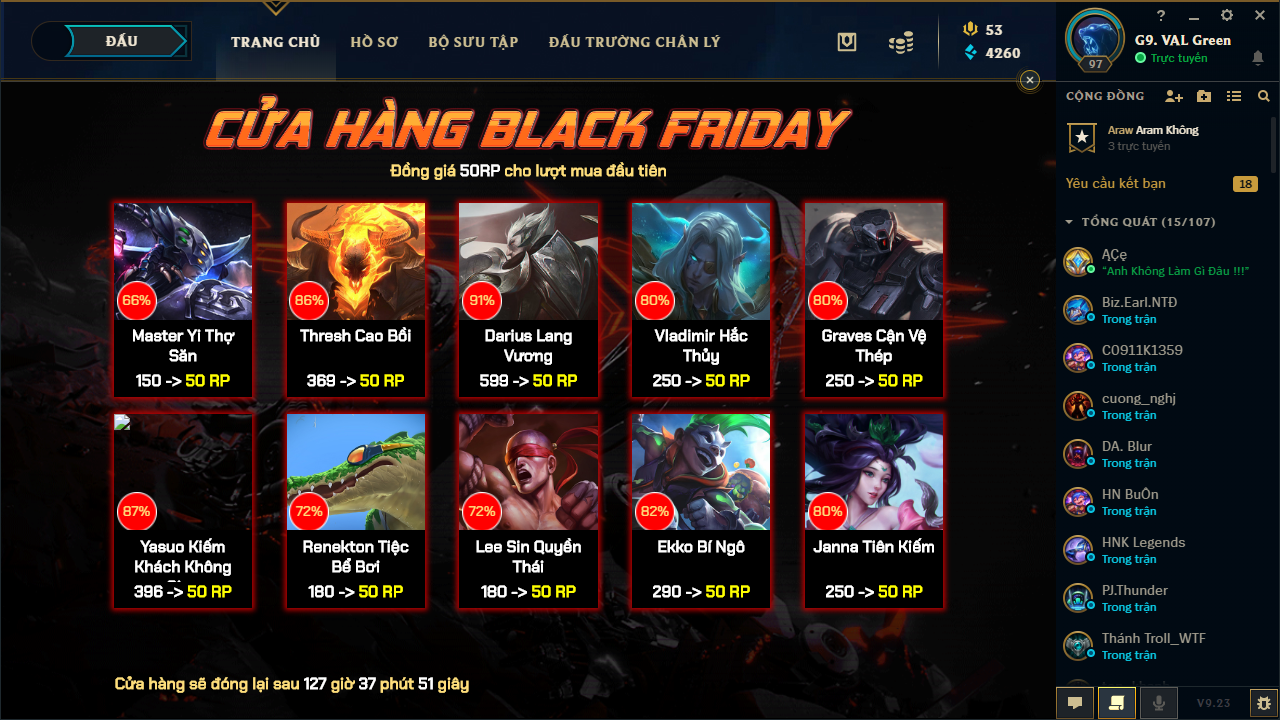 ĐẤU
TRANG CHỦ
HỒ SƠ
BỘ SƯU TẬP
ĐẤU TRƯỜNG CHÂN LÝ
53
4260
97
G9. VAL Green
Trực tuyến
CỬA HÀNG BLACK FRIDAY
Đồng giá 50RP cho lượt mua đầu tiên
66%
Master Yi Thợ
Săn
150 -> 50 RP
86%
Thresh Cao Bồi
369 -> 50 RP
91%
Darius Lang
Vương
599 -> 50 RP
80%
Vladimir Hắc
Thủy
250 -> 50 RP
80%
Graves Cận Vệ
Thép
250 -> 50 RP
87%
Yasuo Kiếm
Khách Không
396 -> 50 RP
72%
Renekton Tiệc
Bể Bơi
180 -> 50 RP
72%
Lee Sin Quyền
Thái
180 -> 50 RP
82%
Ekko Bí Ngô
290 -> 50 RP
80%
Janna Tiên Kiếm
250 -> 50 RP
Cửa hàng sẽ đóng lại sau 127 giờ 37 phút 51 giây
CỘNG ĐỒNG
Araw Aram Không
3 trực tuyến
Yêu cầu kết bạn
18
TỔNG QUÁT (15/107)
ĄÇę
"Anh Không Làm Gì Đâu !!!"
Biz.Earl.NTĐ
Trong trận
C0911K1359
Trong trận
cuong_nghj
Trong trận
DA. Blur
Trong trận
HN BuÔn
Trong trận
HNK Legends
Trong trận
PJ.Thunder
Trong trận
Thánh Troll_WTF
Trong trận
V9.23